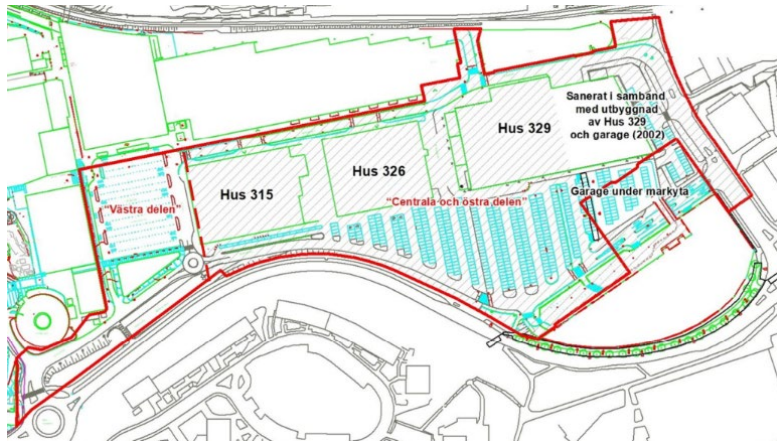 Sanerat i samband
med utbyggnad
av Hus 329
och garage (2002)
Hus 329
Hus 326
Hus 315
Garage under markyta
"Västra delen"
"Centrala och östra delen"